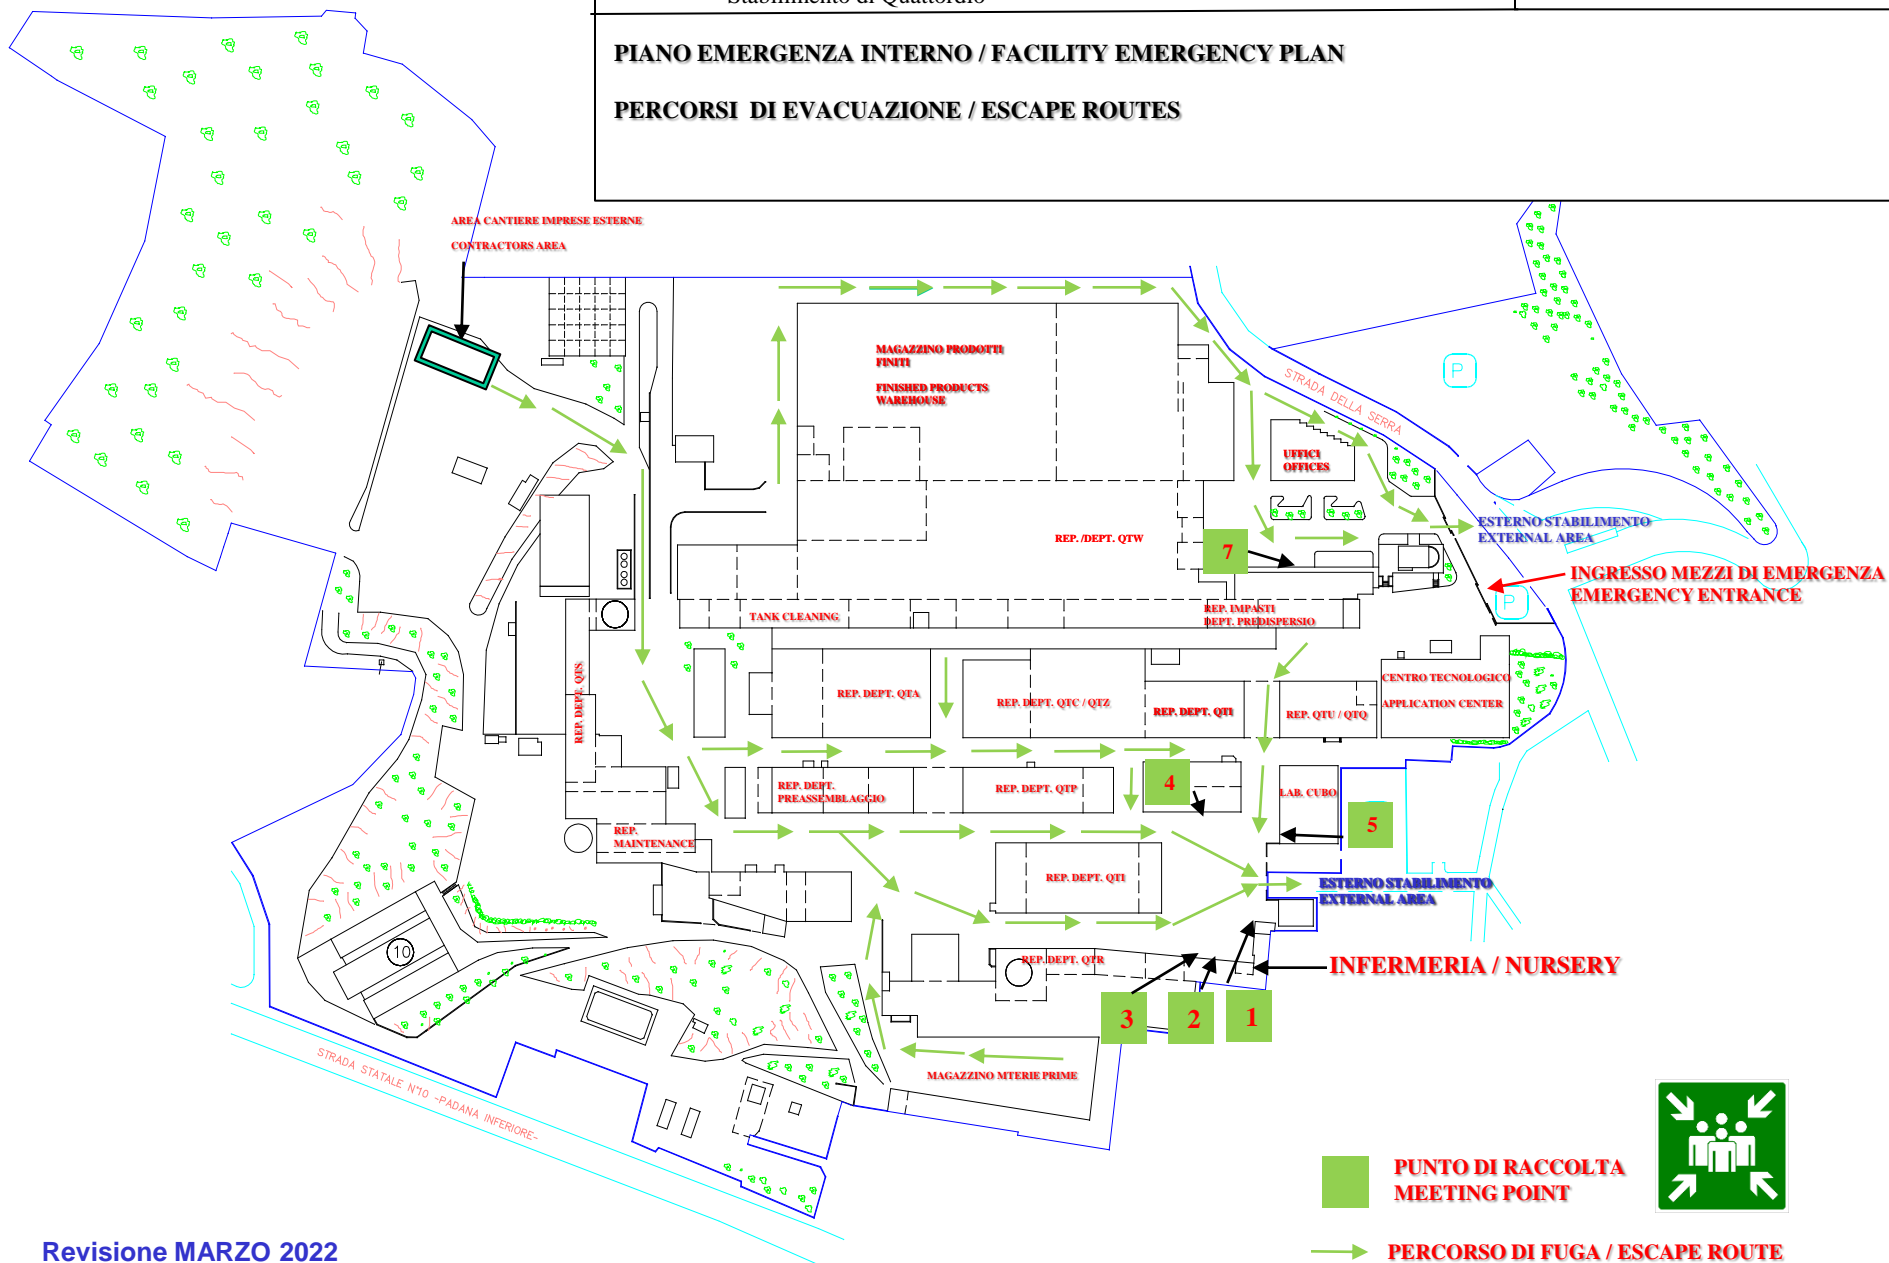 Stabilimento di Quattordio
PIANO EMERGENZA INTERNO / FACILITY EMERGENCY PLAN
PERCORSI DI EVACUAZIONE / ESCAPE ROUTES
AREA CANTIERE IMPRESE ESTERNE
CONTRACTORS AREA
MAGAZZINO PRODOTTI
FINITI
FINISHED PRODUCTS
WAREHOUSE
STRADA DELLA SERRA
P
UFFICI
OFFICES
ESTERNO STABILIMENTO
EXTERNAL AREA
REP. /DEPT. QTW
7
INGRESSO MEZZI DI EMERGENZA
EMERGENCY ENTRANCE
P
TANK CLEANING
REP. IMPASTI
DEPT. PREDISPERSIO
REP. DEPT. QTS
REP. DEPT. QTA
REP. DEPT. QTC / QTZ
REP. DEPT. QTI
REP. QTU / QTQ
CENTRO TECNOLOGICO
APPLICATION CENTER
REP. DEPT.
PREASSEMBLAGGIO
REP. DEPT. QTP
4
LAB. CUBO
5
REP.
MAINTENANCE
REP. DEPT. QTI
ESTERNO STABILIMENTO
EXTERNAL AREA
10
REP. DEPT. QTR
INFERMERIA / NURSERY
3
2
1
MAGAZZINO MTERIE PRIME
STRADA STATALE N°10 -PADANA INFERIORE-
PUNTO DI RACCOLTA
MEETING POINT
PERCORSO DI FUGA / ESCAPE ROUTE
Revisione MARZO 2022